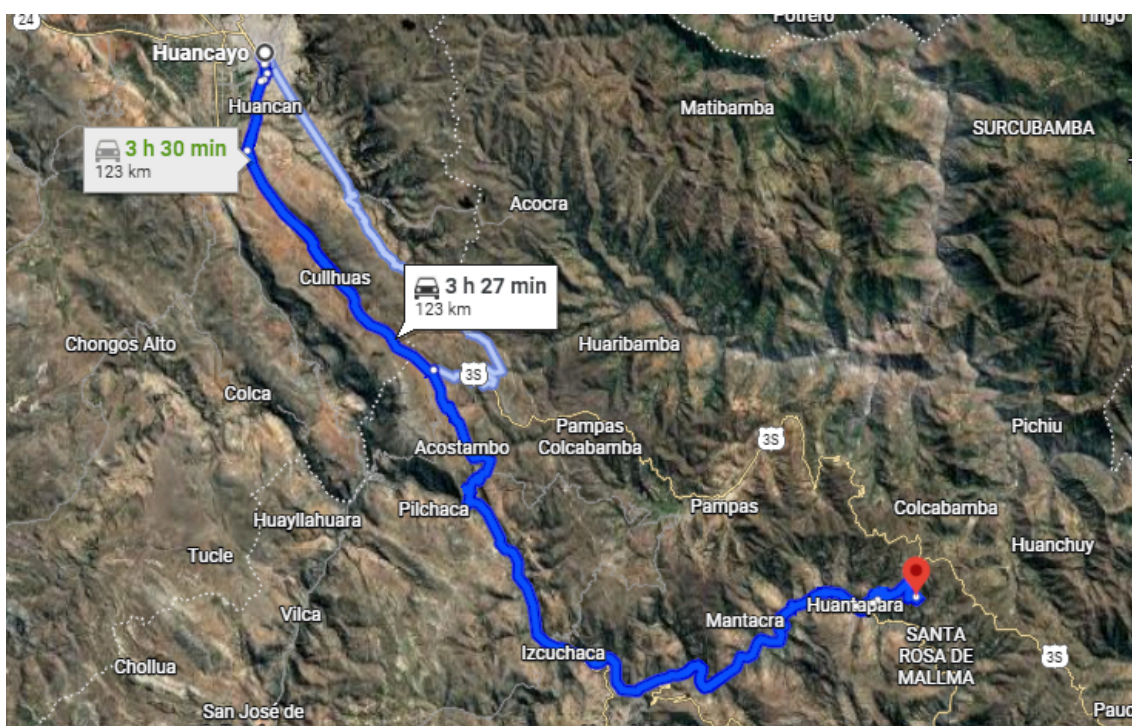 24
Potrero
Tingo
Huancayo
Huancan
Matibamba
SURCUBAMBA
3 h 30 min
123 km
Acocra
Cullhuas
3 h 27 min
123 km
Chongos Alto
Huaribamba
3S
Colca
Pampas
Colcabamba
3S
Pichiu
Acostambo
Pilchaca
Huayllahuara
Pampas
Colcabamba
Huanchuy
Tucle
Vilca
Mantacra
Huantapara
Izcuchaca
SANTA
ROSA DE
MALLMA
3S
Chollua
San José de
Pauc